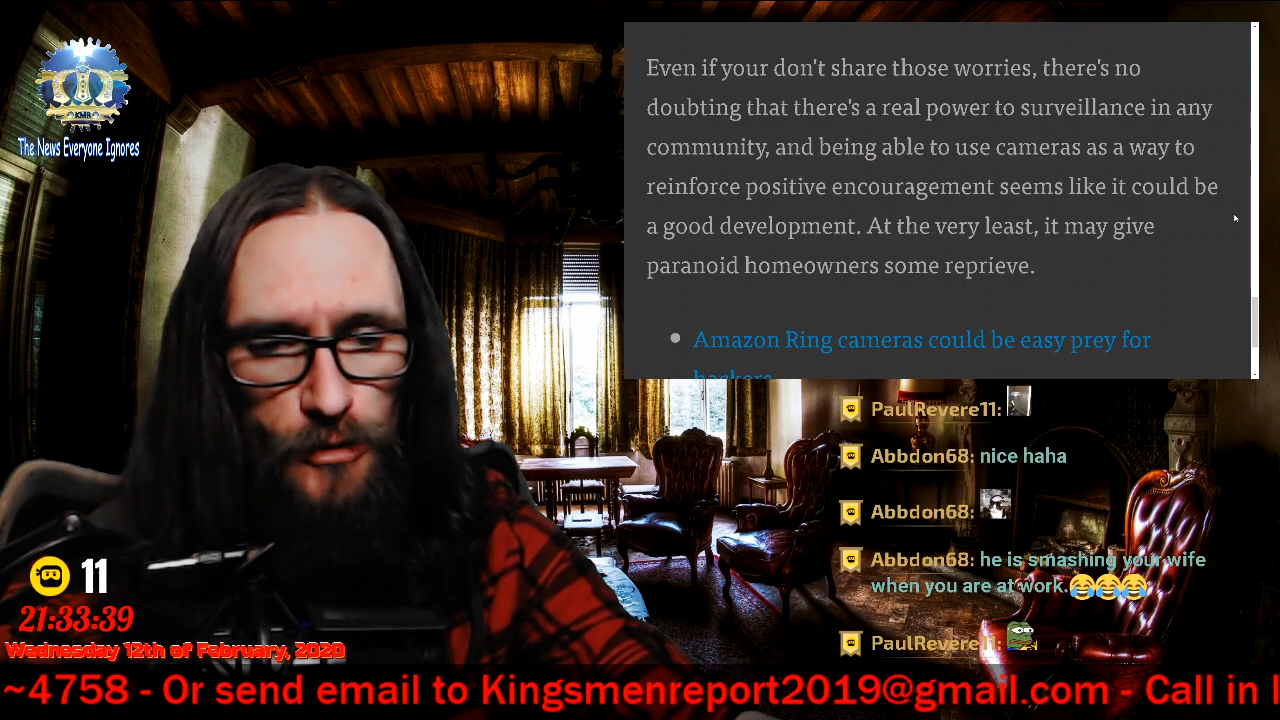 KMR
The News Everyone Ignores
Even if your don't share those worries, there's no
doubting that there's a real power to surveillance in any
community, and being able to use cameras as a way to
reinforce positive encouragement seems like it could be
a good development. At the very least, it may give
paranoid homeowners some reprieve.
Amazon Ring cameras could be easy prey for
hackers
PaulRevere11:
Abbdon68: nice haha
Abbdon68:
Abbdon68: he is smashing your wife
when you are at work.😂😂😂
PaulRevere11:
11
21:33:39
Wednesday 12th of February, 2020
~4758 - Or send email to Kingsmenreport2019@gmail.com - Call in